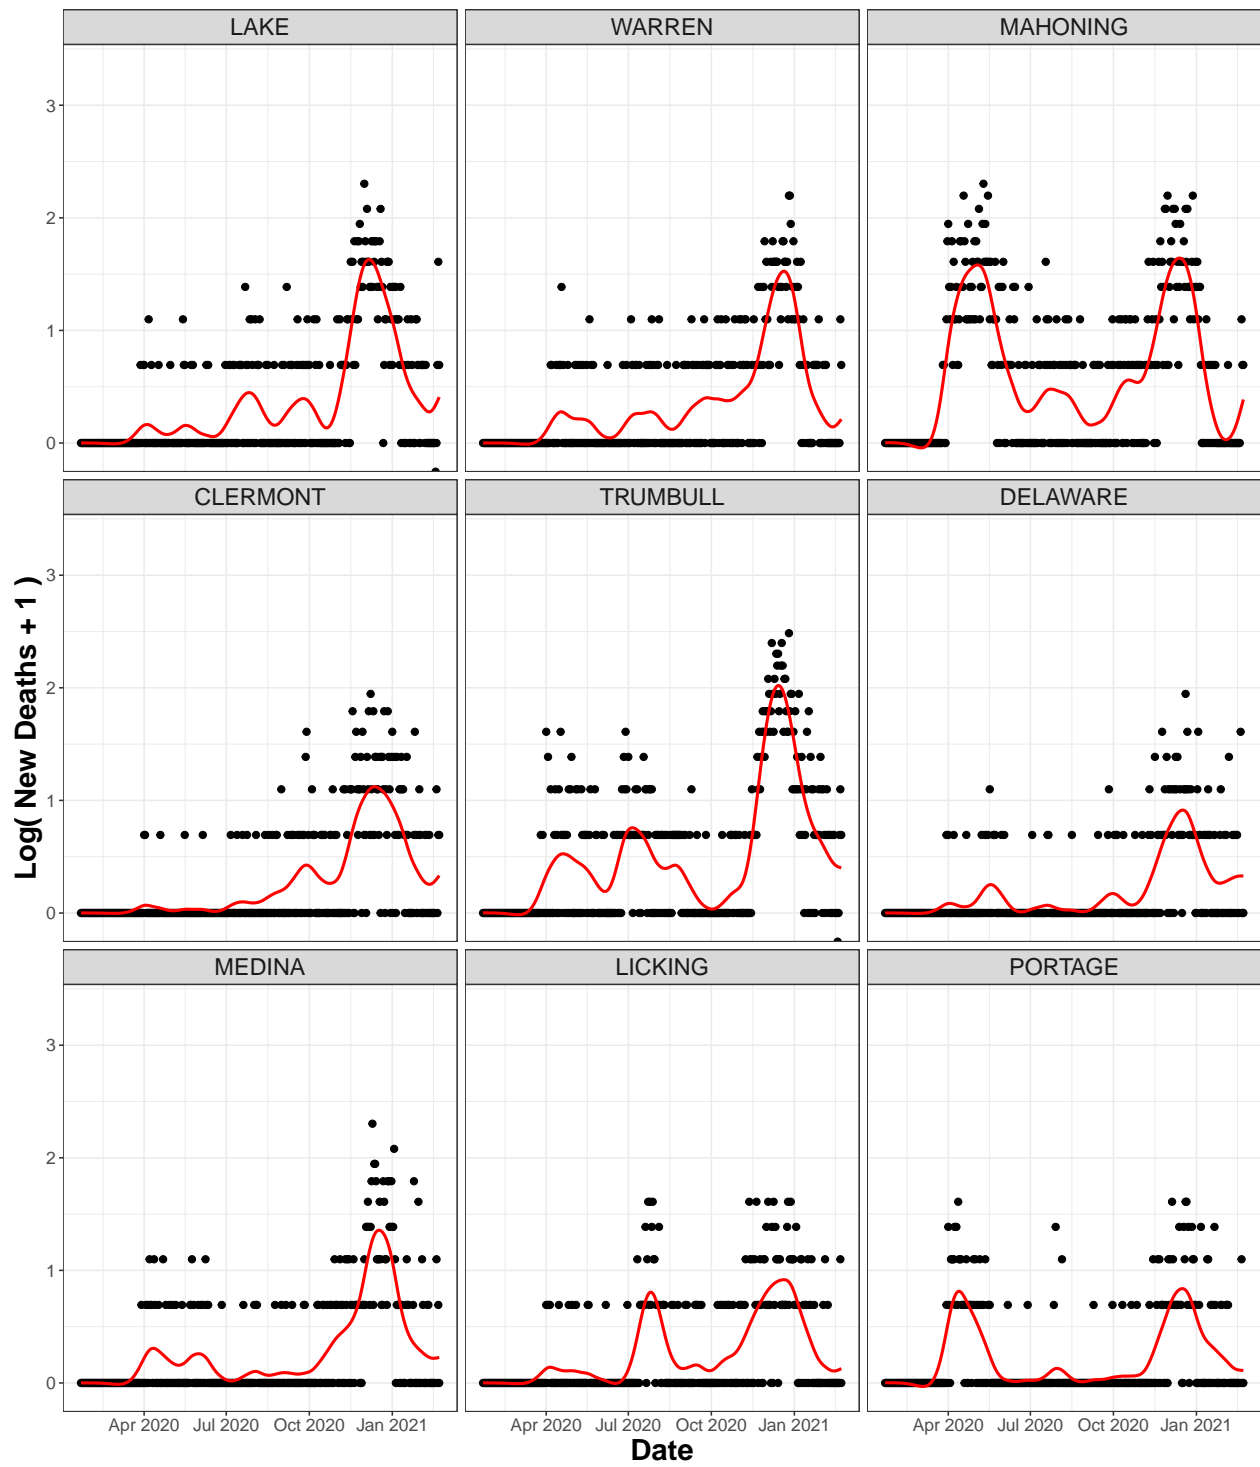 LAKE WARREN MAHONING
3
2
1
0
CLERMONT TRUMBULL DELAWARE
3
2
1
0
Log( New Deaths + 1 )
MEDINA LICKING PORTAGE
3
2
1
0
Apr 2020 Jul 2020 Oct 2020 Jan 2021 Apr 2020 Jul 2020 Oct 2020 Jan 2021 Apr 2020 Jul 2020 Oct 2020 Jan 2021
Date